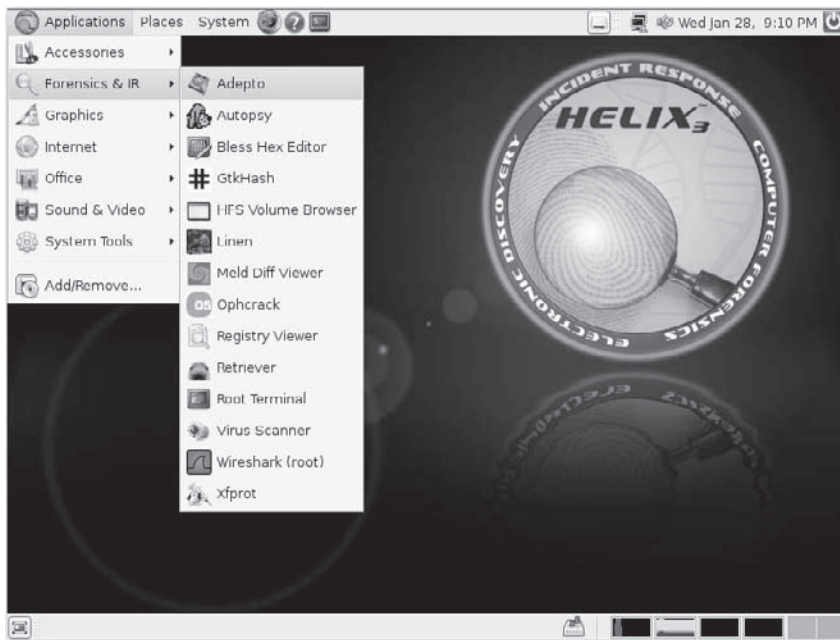 Applications Places System Wed Jan 28, 9:10 PM
Accessories
Forensics & IR
Graphics
Internet
Office
Sound & Video
System Tools
Add/Remove...
Adepto
Autopsy
Bless Hex Editor
GtkHash
HFS Volume Browser
Linen
Meld Diff Viewer
OS
Ophcrack
Registry Viewer
Retriever
Root Terminal
Virus Scanner
Wireshark (root)
Xfprot
INCIDENT RESPONSE
COMPUTER FORENSICS
ELECTRONIC DISCOVERY
HELIX3